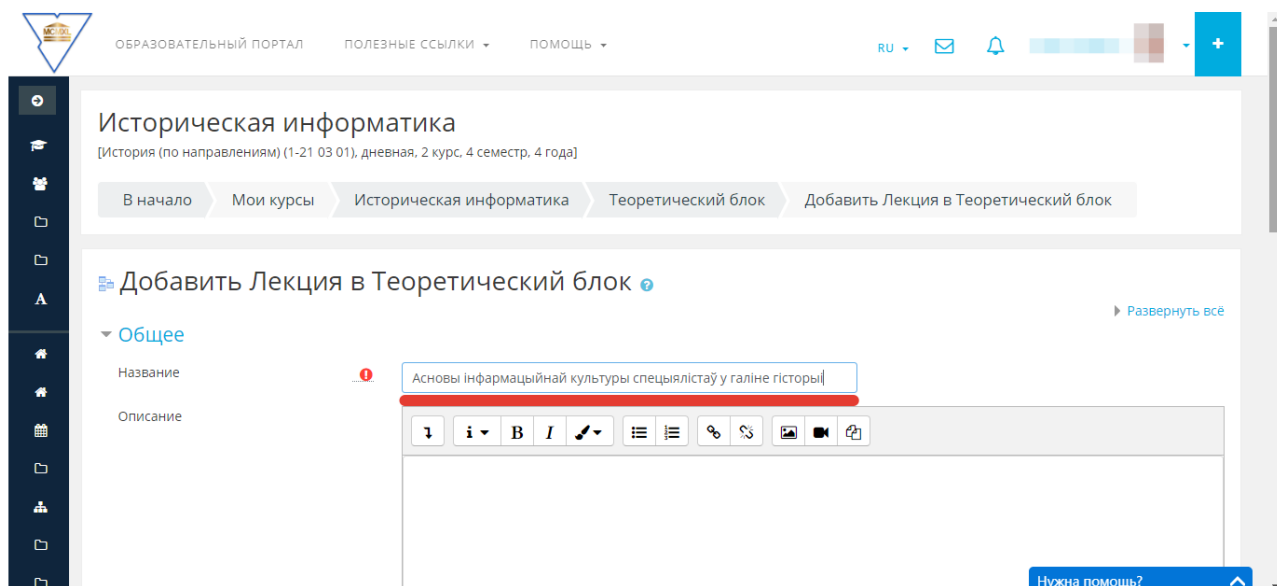 МСАИ
ОБРАЗОВАТЕЛЬНЫЙ ПОРТАЛ ПОЛЕЗНЫЕ ССЫЛКИ ПОМОЩЬ RU
Историческая информатика
[История (по направлениям) (1-21 03 01), дневная, 2 курс, 4 семестр, 4 года]
В начало Мои курсы Историческая информатика Теоретический блок Добавить Лекция в Теоретический блок
Добавить Лекция в Теоретический блок
Развернуть всё
Общее
Название Асновы інфармацыйнай культуры спецыялістаў у галіне гісторыі
Описание
Нужна помощь?